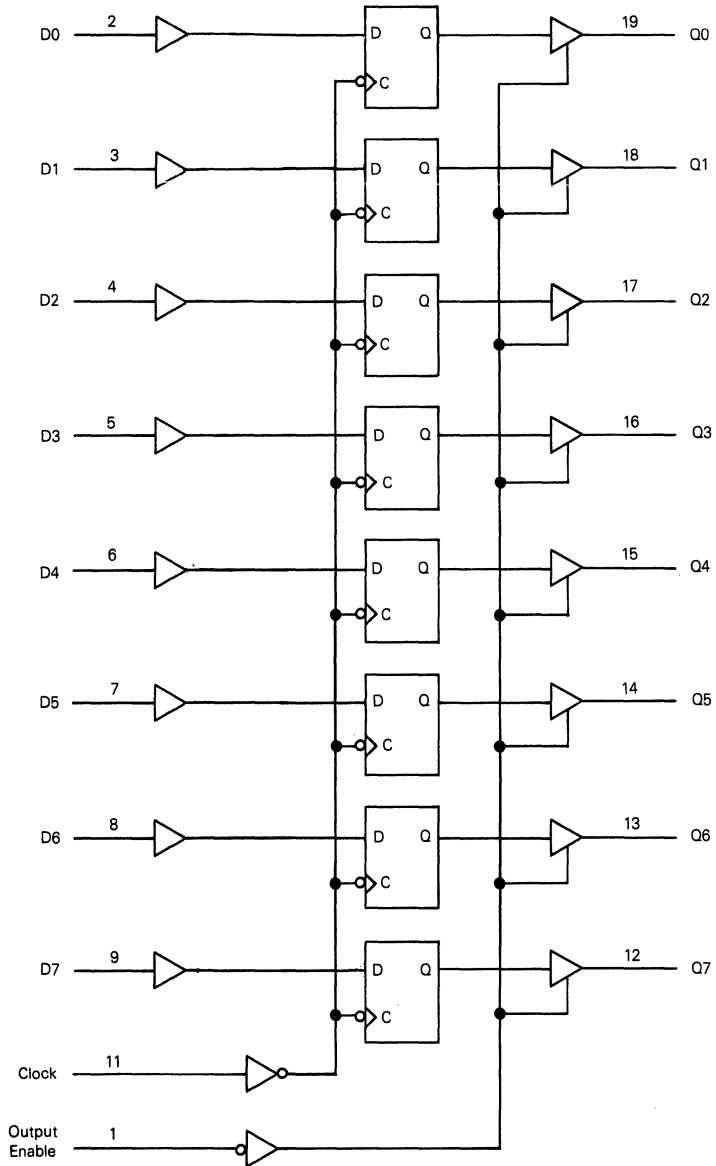 D0 2 D Q 19 Q0
C
D1 3 D Q 18 Q1
C
D2 4 D Q 17 Q2
C
D3 5 D Q 16 Q3
C
D4 6 D Q 15 Q4
C
D5 7 D Q 14 Q5
C
D6 8 D Q 13 Q6
C
D7 9 D Q 12 Q7
C
Clock 11
Output
Enable 1